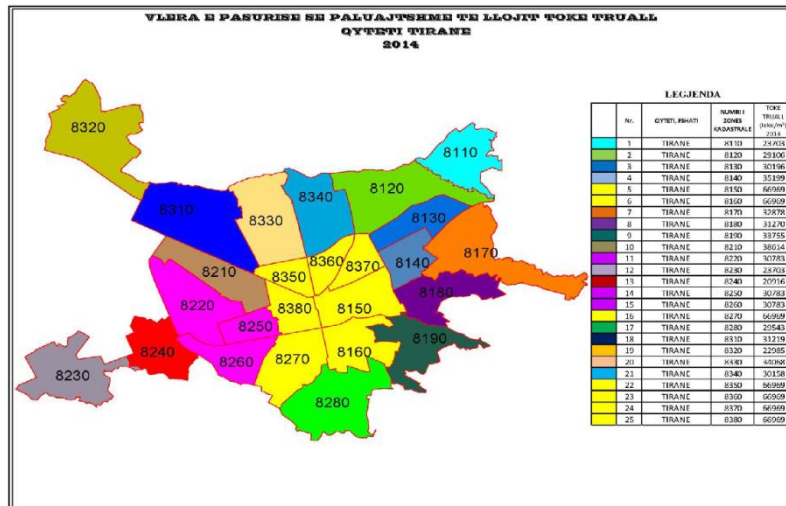 VLERA E PASURISE SE PALUAJTSHME TE LLOJIT TOKE TRUALL
QYTETI TIRANE
2014
8320
8110
8310
8330
8340
8120
8130
8170
8210
8350
8360
8370
8140
8180
8220
8380
8150
8250
8190
8240
8260
8270
8160
8230
8280
LEGJENDA
Nr. QYTETI, FSHATI NUMRI I ZONES KADASTRALE TOKE TRUALL (leke/m²) 2014
1 TIRANE 8110 23703
2 TIRANE 8120 29106
3 TIRANE 8130 30196
4 TIRANE 8140 35199
5 TIRANE 8150 66969
6 TIRANE 8160 66969
7 TIRANE 8170 32878
8 TIRANE 8180 31270
9 TIRANE 8190 33755
10 TIRANE 8210 38614
11 TIRANE 8220 30783
12 TIRANE 8230 23703
13 TIRANE 8240 20916
14 TIRANE 8250 30783
15 TIRANE 8260 30783
16 TIRANE 8270 66969
17 TIRANE 8280 29543
18 TIRANE 8310 31219
19 TIRANE 8320 22985
20 TIRANE 8330 34068
21 TIRANE 8340 30158
22 TIRANE 8350 66969
23 TIRANE 8360 66969
24 TIRANE 8370 66969
25 TIRANE 8380 66969